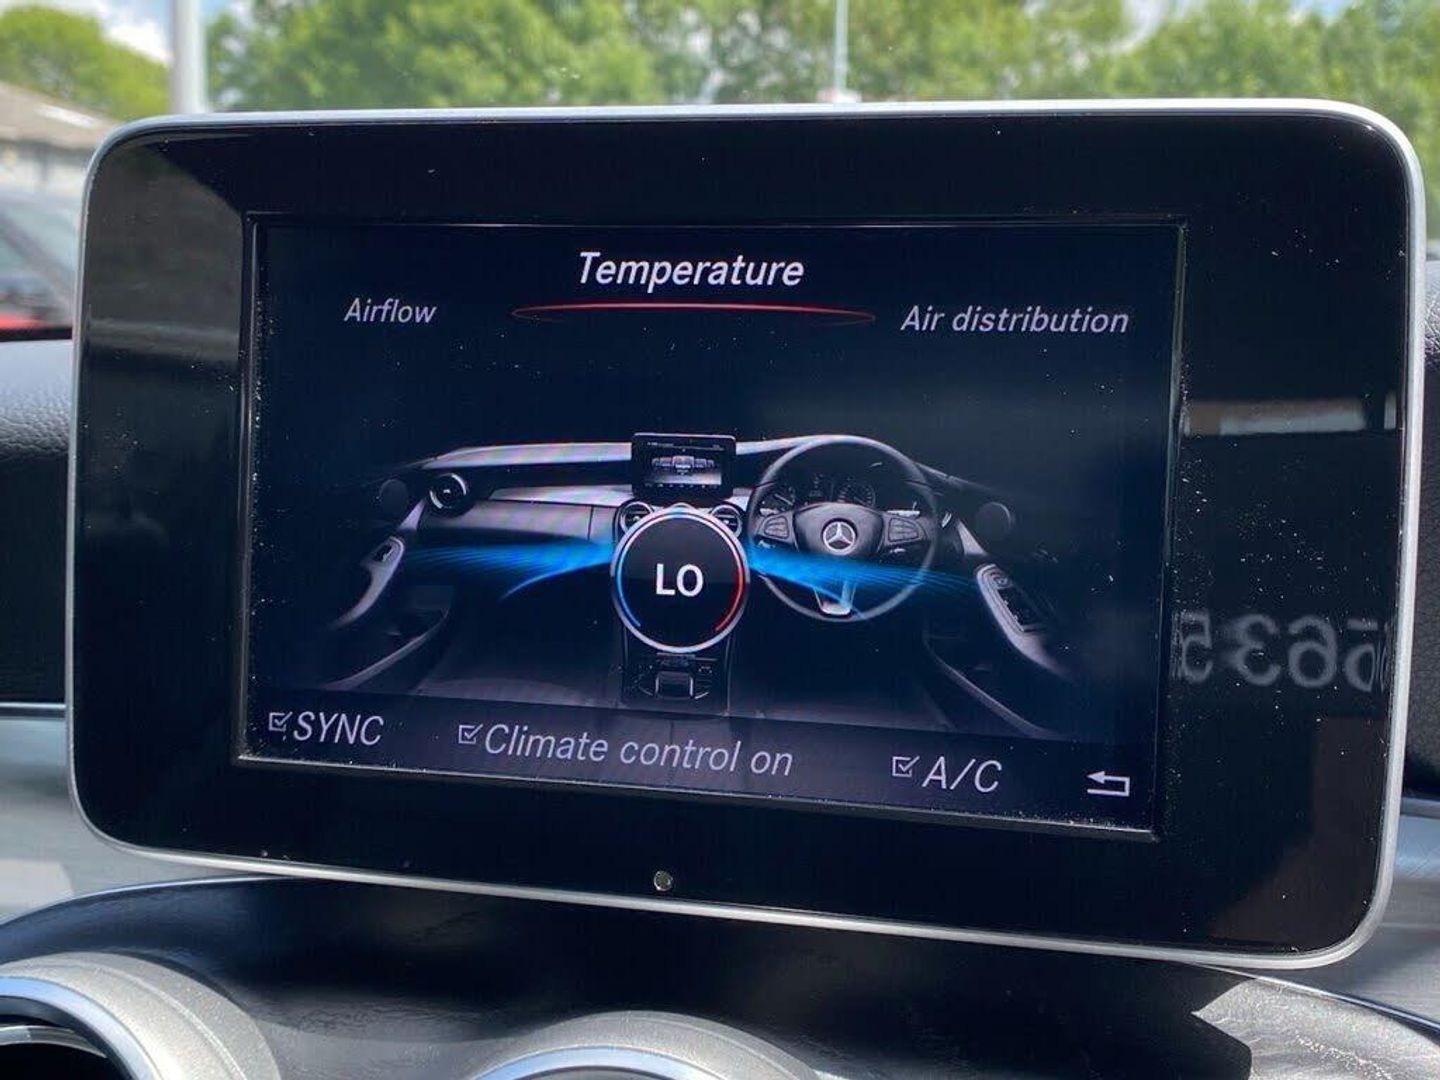 Temperature
Airflow
Air distribution
LO
SYNC
Climate control on
A/C